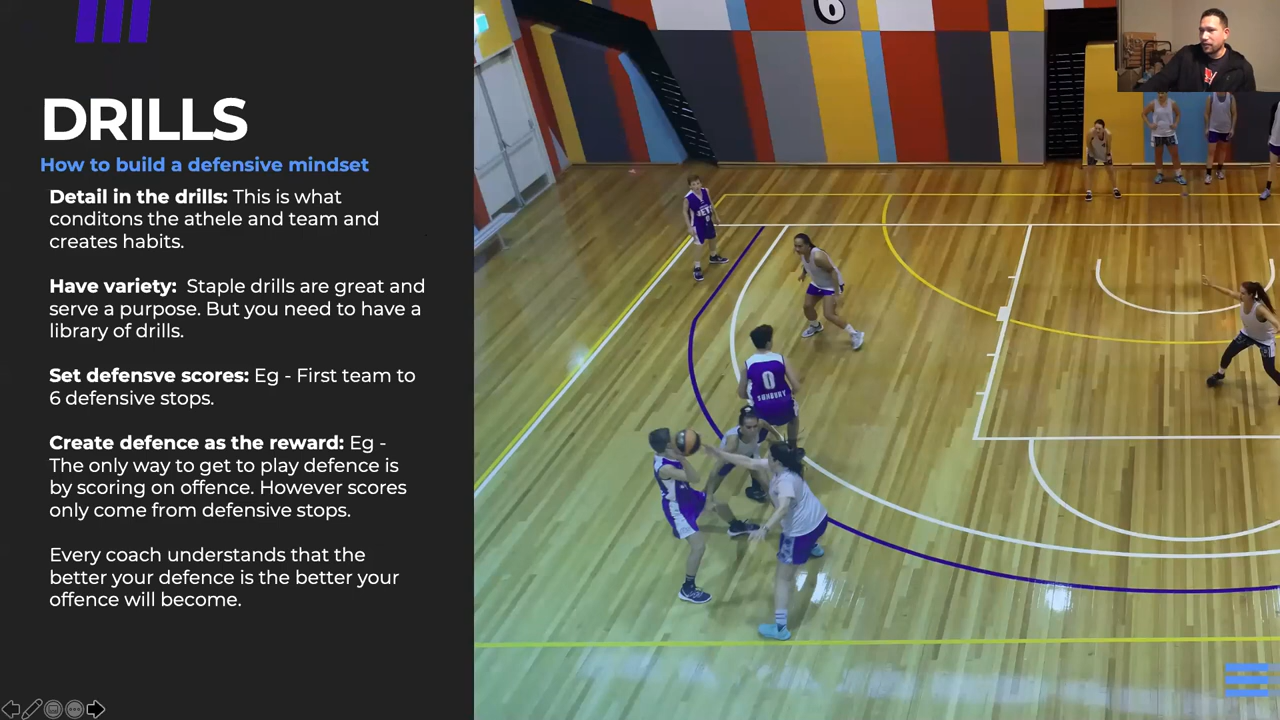 DRILLS
How to build a defensive mindset
Detail in the drills: This is what
conditons the athele and team and
creates habits.
Have variety:  Staple drills are great and
serve a purpose. But you need to have a
library of drills.
Set defensve scores: Eg - First team to
6 defensive stops.
Create defence as the reward: Eg -
The only way to get to play defence is
by scoring on offence. However scores
only come from defensive stops.
Every coach understands that the
better your defence is the better your
offence will become.
6
JETS
0
0
SUNBURY